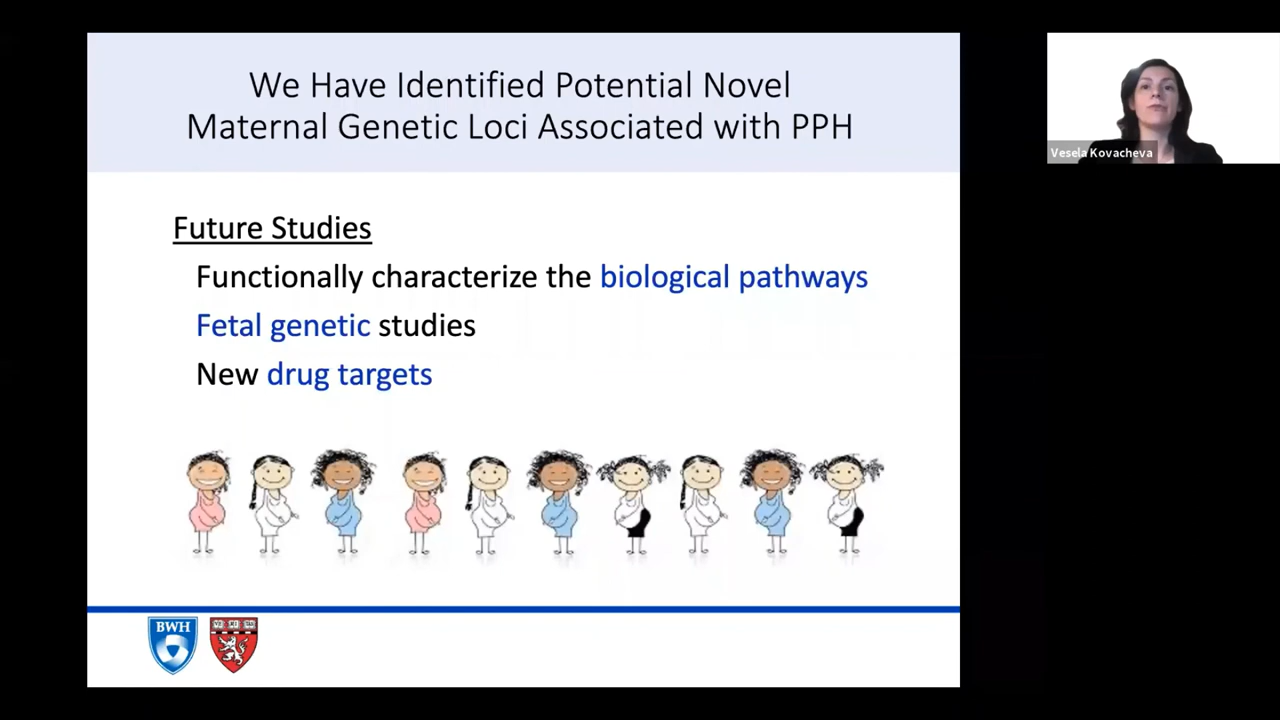 We Have Identified Potential Novel
Maternal Genetic Loci Associated with PPH
Vesela Kovacheva
Future Studies
Functionally characterize the biological pathways
Fetal genetic studies
New drug targets
BWH